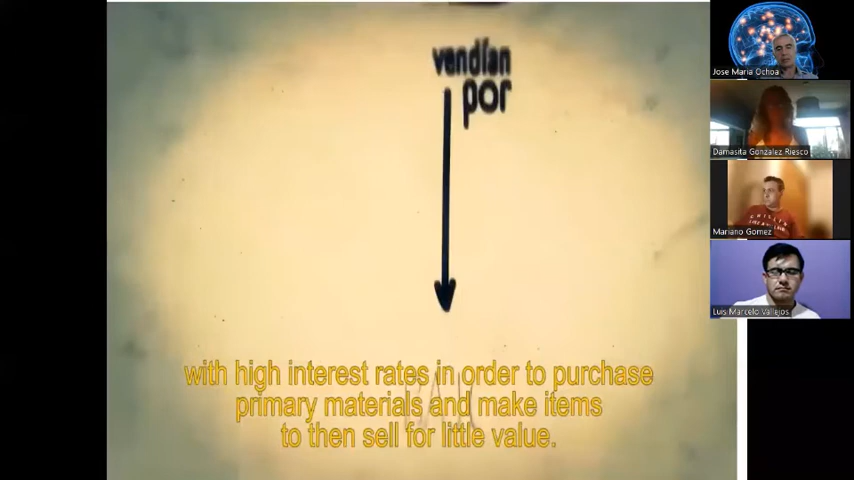 vendían
por
with high interest rates in order to purchase
primary materials and make items
to then sell for little value.
Jose Maria Ochoa
Damasita Gonzalez Riesco
Mariano Gomez
Luis Marcelo Vallejos